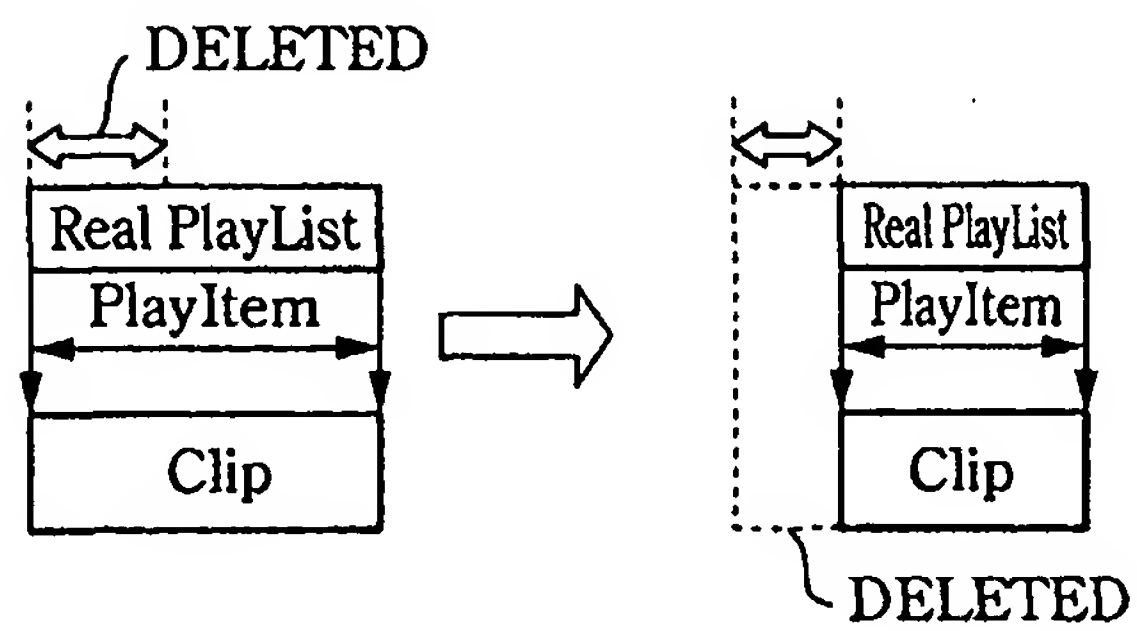 DELETED
Real PlayList
PlayItem
Clip
Real PlayList
PlayItem
Clip
DELETED